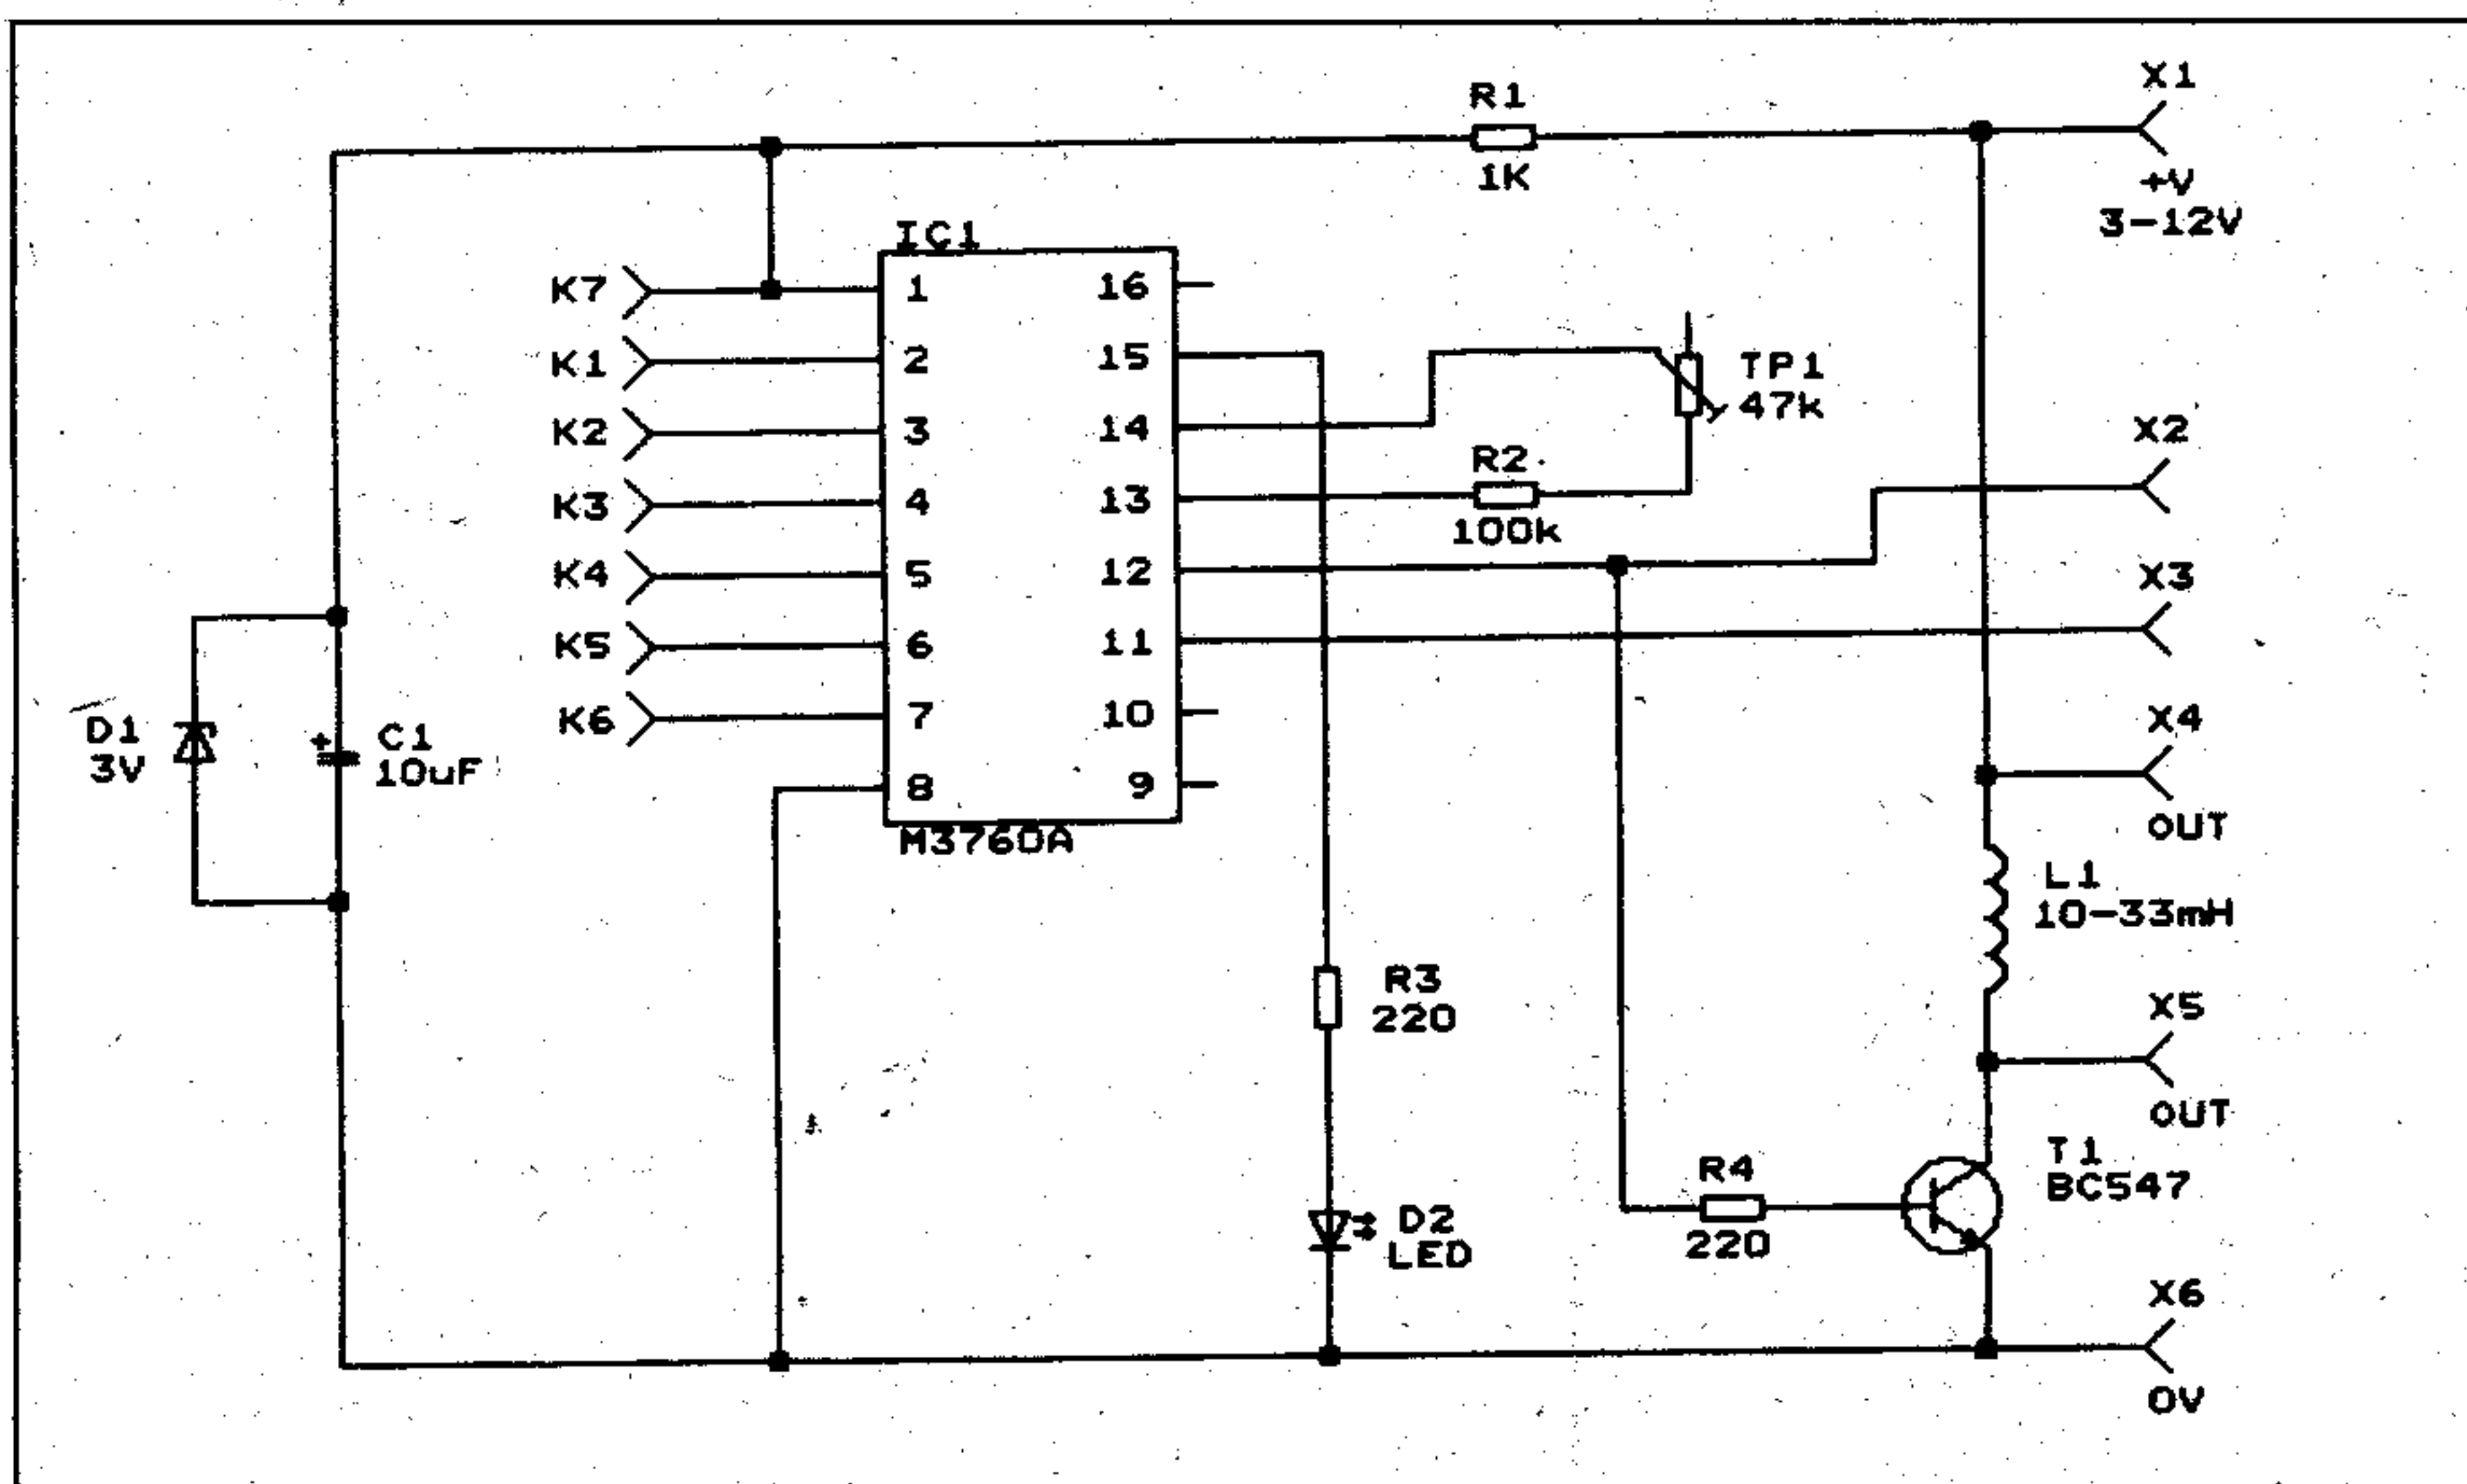 X1
R1
1K
+V
3-12V
IC1
K7
1
16
K1
2
15
TP1
47k
K2
3
14
X2
R2
K3
4
13
100k
K4
5
12
X3
K5
6
11
K6
7
10
X4
D1
3V
+
C1
10uF
8
9
M3760A
OUT
L1
10-33mH
R3
220
X5
OUT
T1
BC547
R4
220
D2
LED
X6
0V